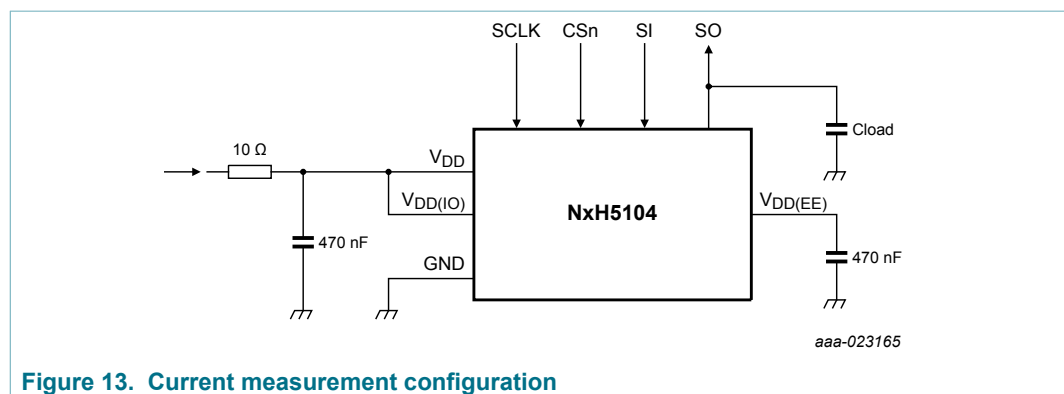 SCLK CSn SI SO
Cload
10 Ω
VDD
VDD(IO)
NxH5104
VDD(EE)
470 nF
GND
470 nF
aaa-023165
Figure 13. Current measurement configuration